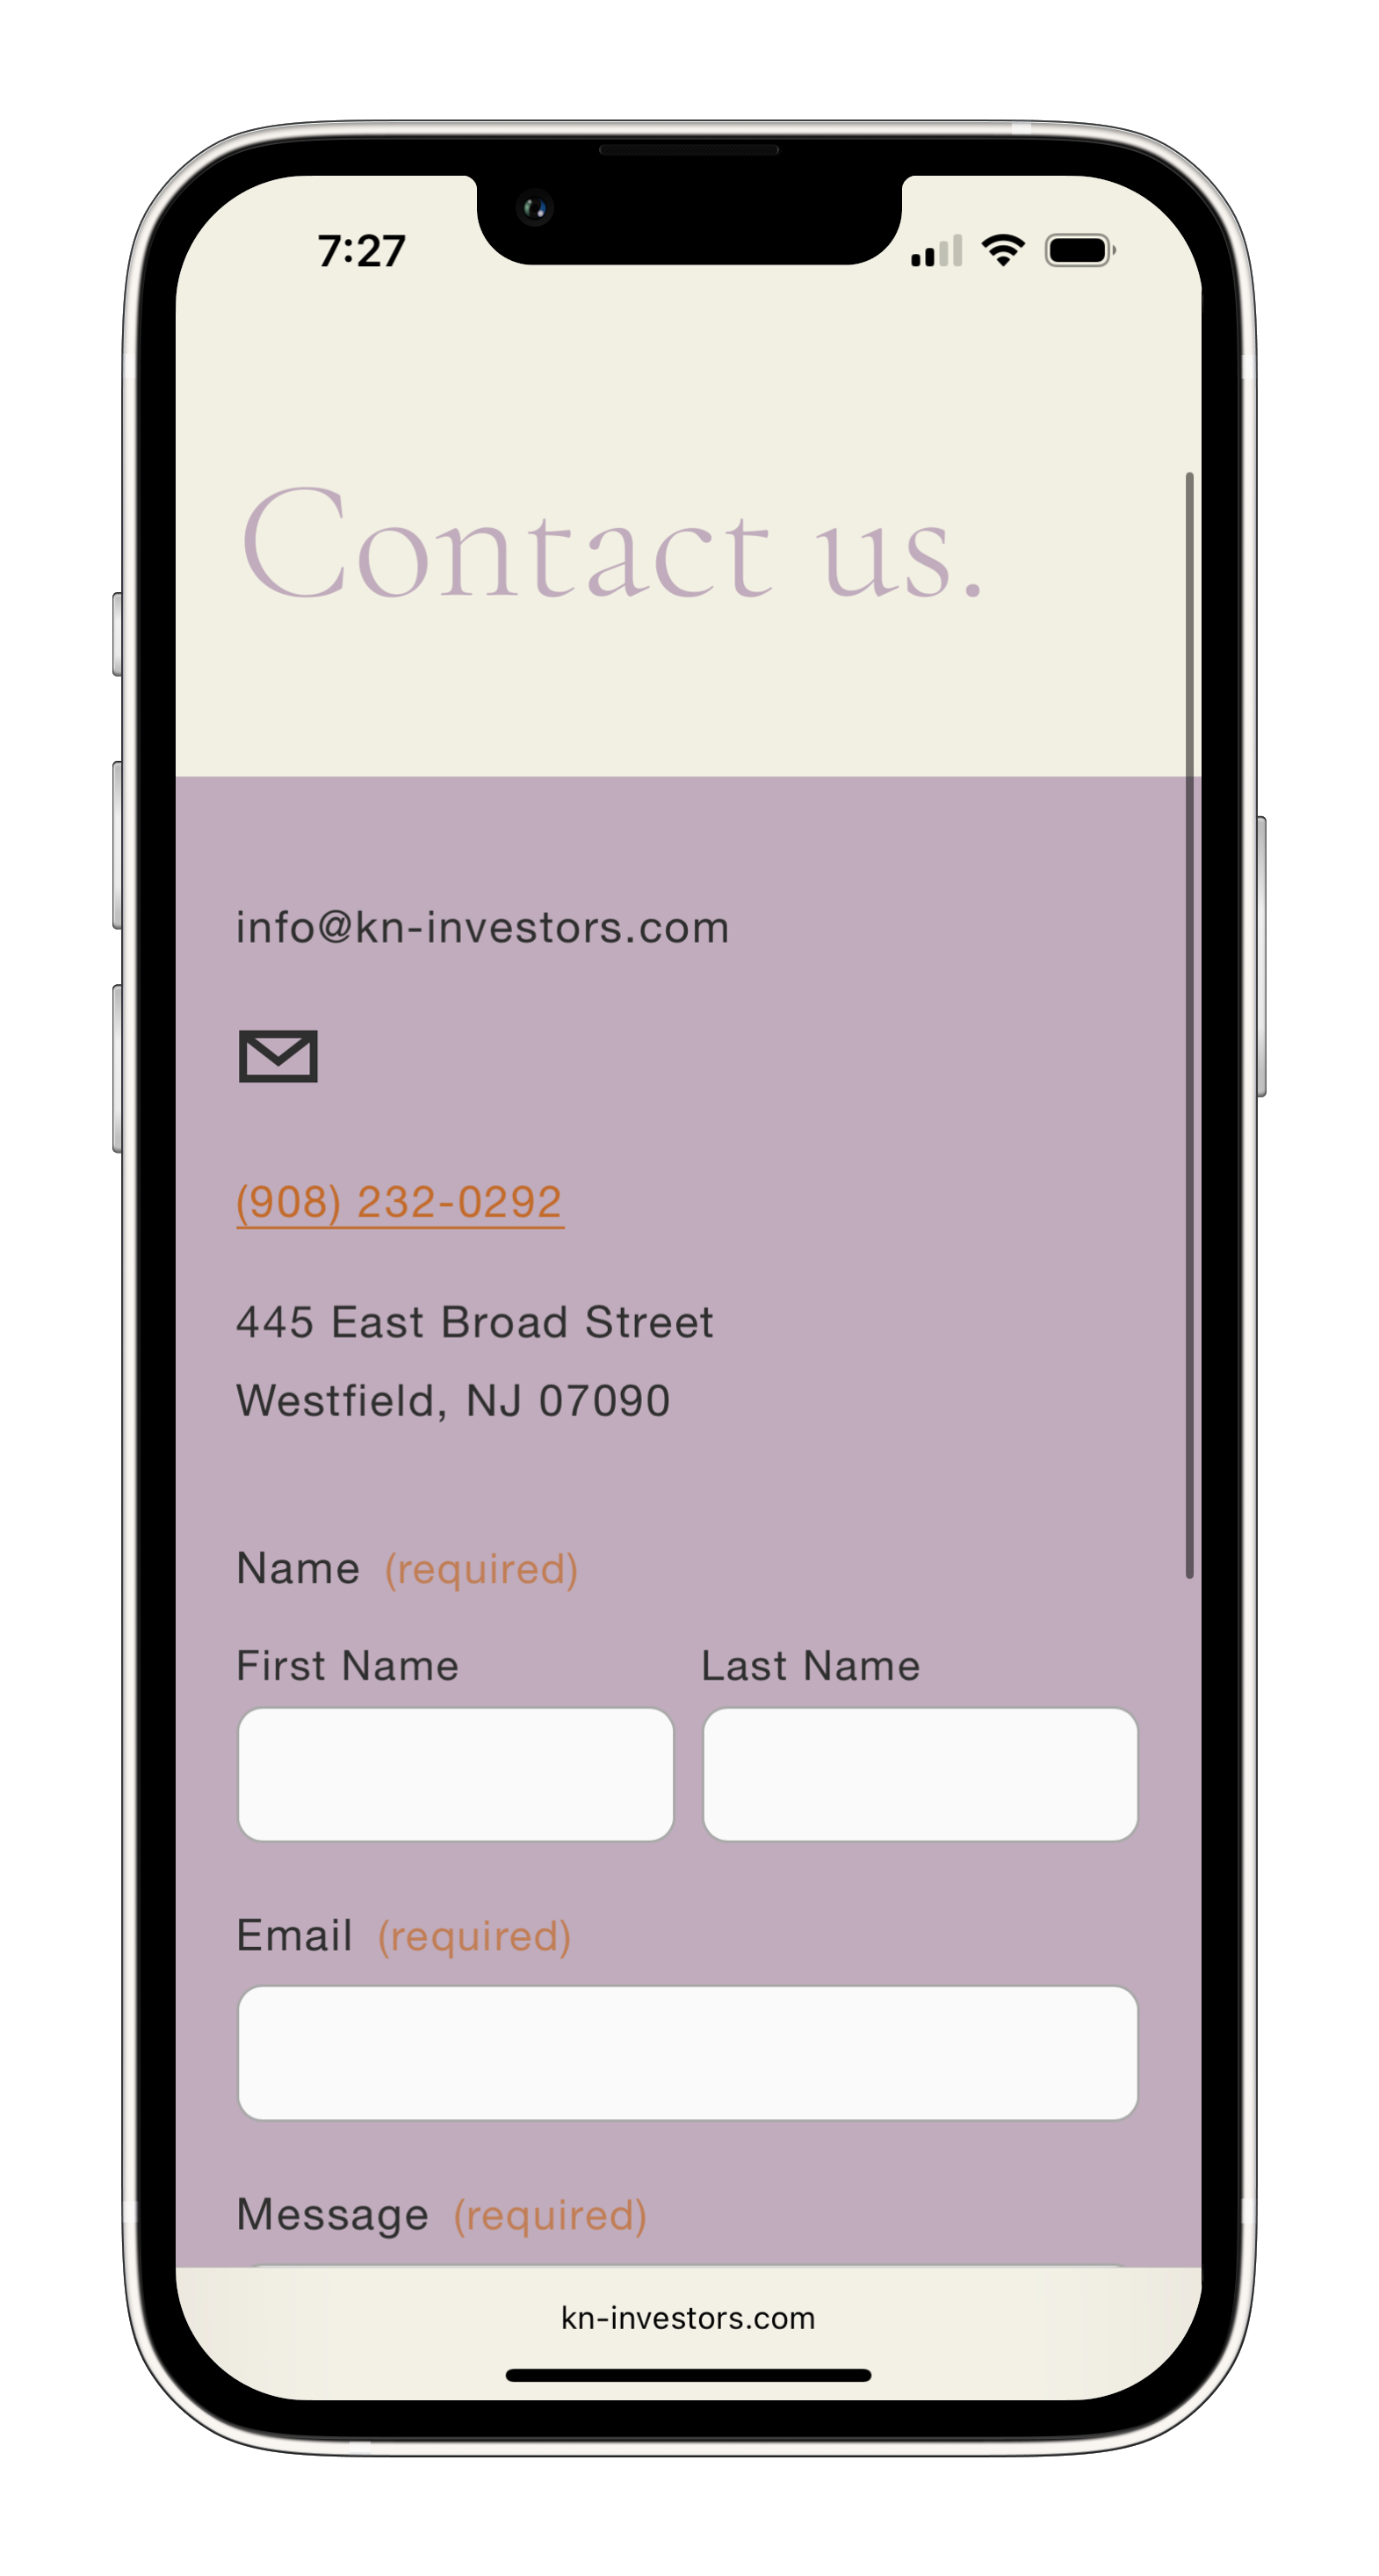 7:27
Contact us.
info@kn-investors.com
(908) 232-0292
445 East Broad Street
Westfield, NJ 07090
Name (required)
First Name Last Name
Email (required)
Message (required)
kn-investors.com